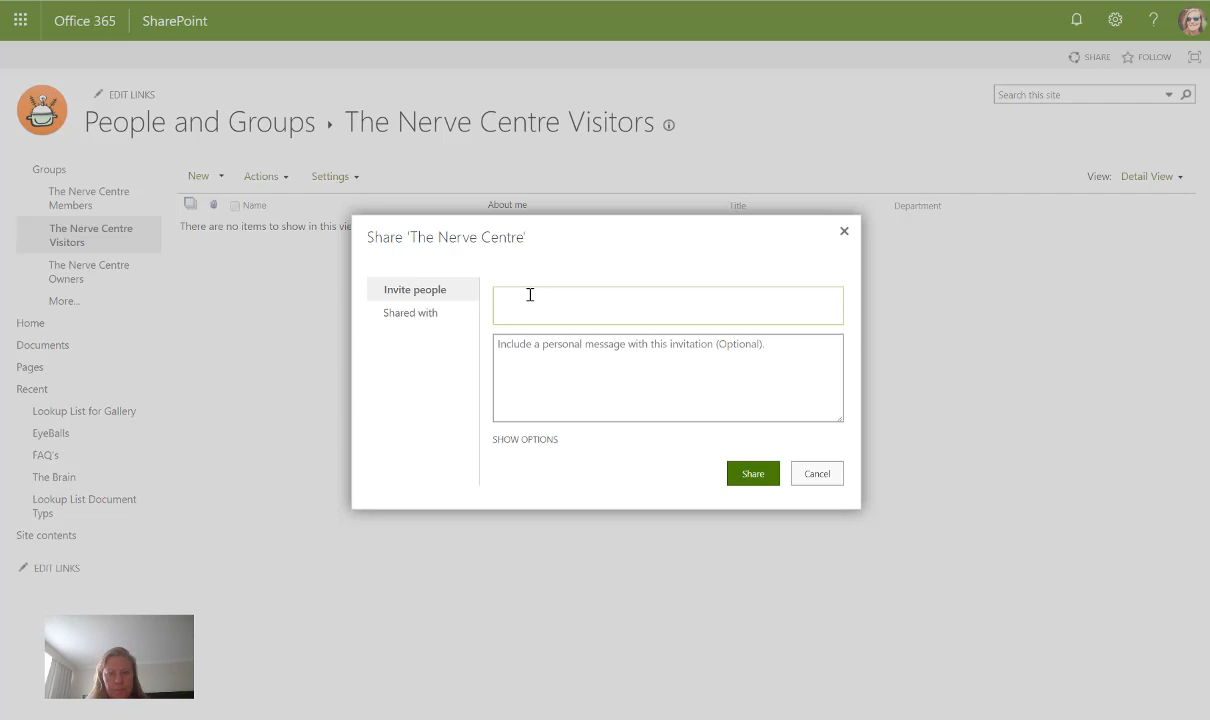 Office 365 SharePoint ?
SHARE FOLLOW
EDIT LINKS
Search this site
People and Groups ▸ The Nerve Centre Visitors
Groups
The Nerve Centre
Members
The Nerve Centre
Visitors
The Nerve Centre
Owners
More...
Home
Documents
Pages
Recent
Lookup List for Gallery
EyeBalls
FAQ's
The Brain
Lookup List Document
Typs
Site contents
EDIT LINKS
New Actions Settings View: Detail View
Name About me Title Department
There are no items to show in this vie
Share 'The Nerve Centre'
Invite people
Shared with
Include a personal message with this invitation (Optional).
SHOW OPTIONS
Share Cancel